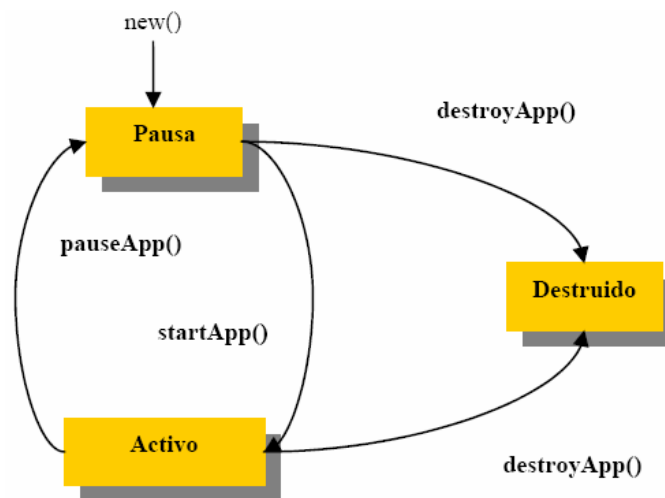 new()
Pausa
destroyApp()
pauseApp()
Destruido
startApp()
Activo
destroyApp()